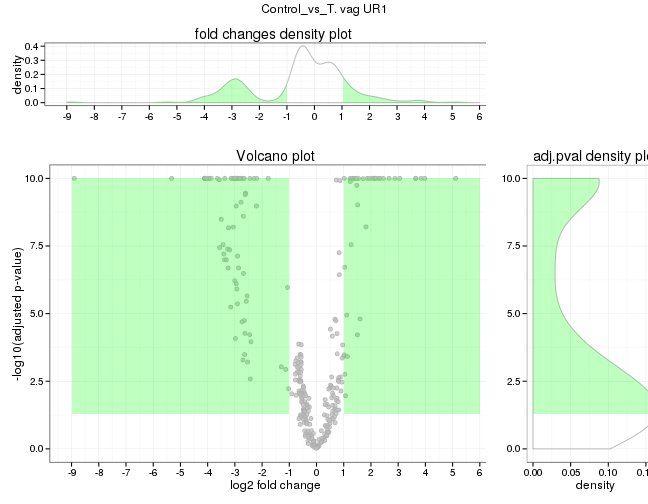 Control_vs_T. vag UR1
fold changes density plot
density
0.4
0.3
0.2
0.1
0.0
-9 -8 -7 -6 -5 -4 -3 -2 -1 0 1 2 3 4 5 6
Volcano plot
-log10(adjusted p-value)
10.0
7.5
5.0
2.5
0.0
-9 -8 -7 -6 -5 -4 -3 -2 -1 0 1 2 3 4 5 6
log2 fold change
adj.pval density plo
10.0
7.5
5.0
2.5
0.0
0.00 0.05 0.10 0.1
density